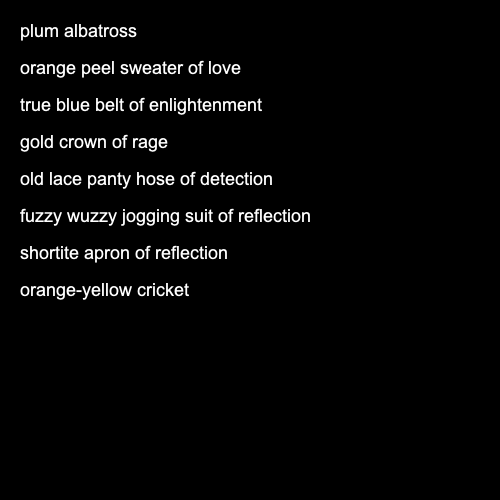 plum albatross
orange peel sweater of love
true blue belt of enlightenment
gold crown of rage
old lace panty hose of detection
fuzzy wuzzy jogging suit of reflection
shortite apron of reflection
orange-yellow cricket